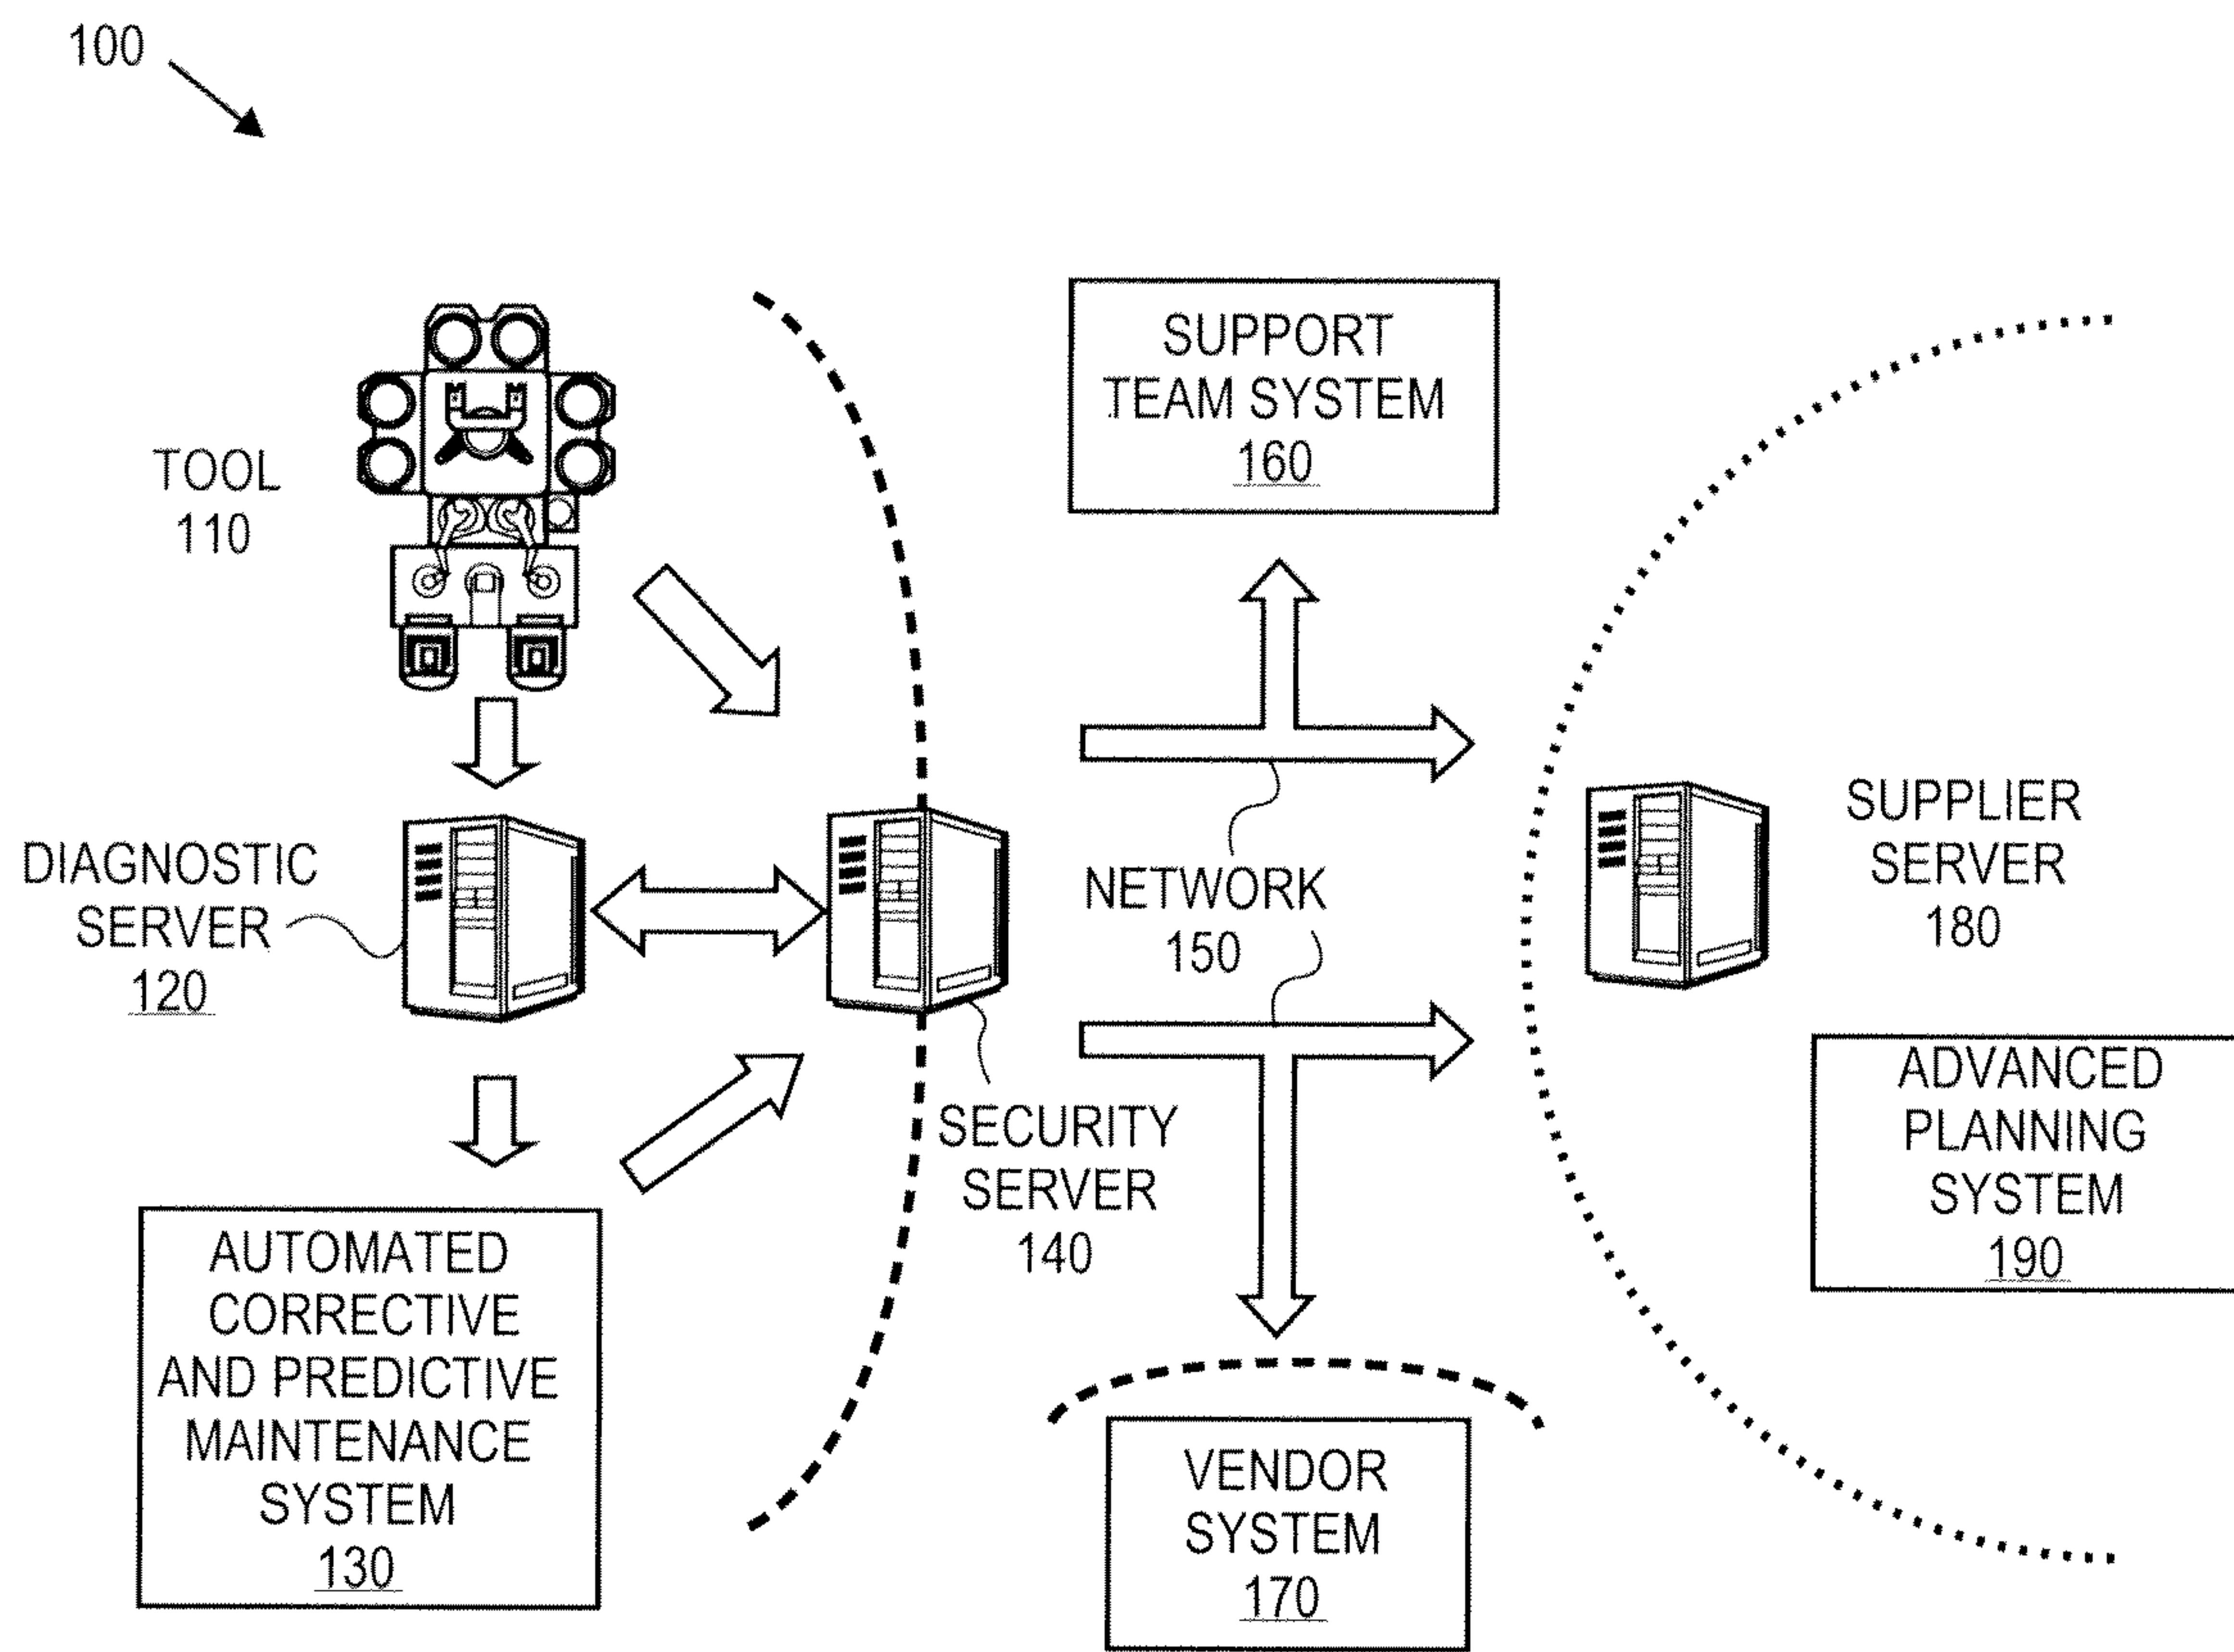 100
TOOL
110
DIAGNOSTIC
SERVER
120
AUTOMATED
CORRECTIVE
AND PREDICTIVE
MAINTENANCE
SYSTEM
130
SECURITY
SERVER
140
SUPPORT
TEAM SYSTEM
160
NETWORK
150
VENDOR
SYSTEM
170
SUPPLIER
SERVER
180
ADVANCED
PLANNING
SYSTEM
190